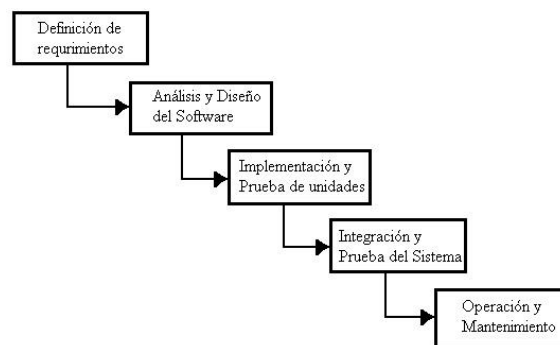 Definición de
requrimientos
Análisis y Diseño
del Software
Implementación y
Prueba de unidades
Integración y
Prueba del Sistema
Operación y
Mantenimiento